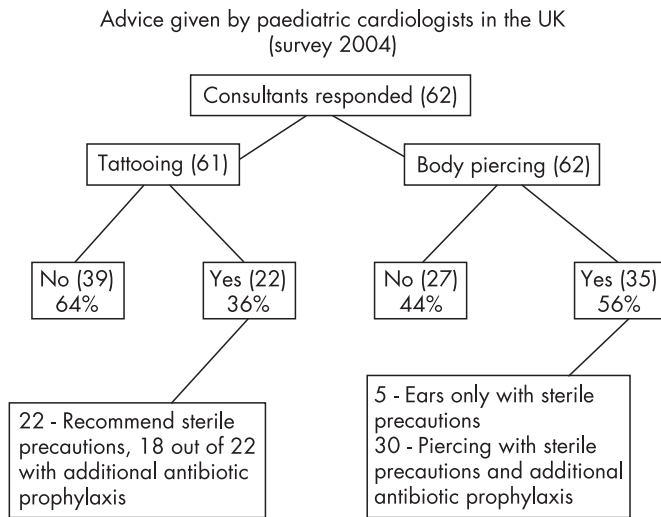 Advice given by paediatric cardiologists in the UK
(survey 2004)
Consultants responded (62)
Tattooing (61)
Body piercing (62)
No (39)
64%
Yes (22)
36%
No (27)
44%
Yes (35)
56%
22 - Recommend sterile
precautions, 18 out of 22
with additional antibiotic
prophylaxis
5 - Ears only with sterile
precautions
30 - Piercing with sterile
precautions and additional
antibiotic prophylaxis